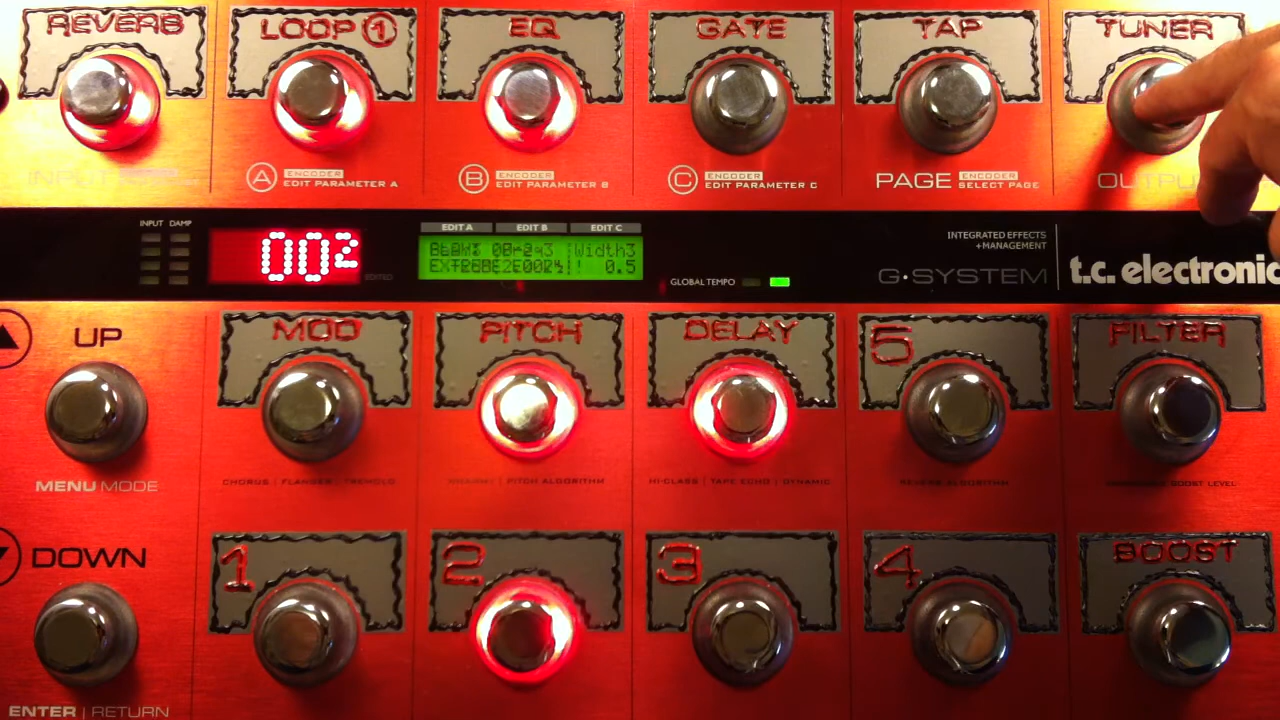 REVERB LOOP 1 EQ GATE TAP TUNER
INPUT
A ENCODER EDIT PARAMETER A
B ENCODER EDIT PARAMETER B
C ENCODER EDIT PARAMETER C
PAGE ENCODER SELECT PAGE
INPUT DAMP
002
EDITED
EDIT A EDIT B EDIT C
0.5
GLOBAL TEMPO
INTEGRATED EFFECTS
+MANAGEMENT
G•SYSTEM
t.c. electronic
UP MOD PITCH DELAY 5 FILTER
MENU MODE
CHORUS | FLANGER | TREMOLO
PITCH ALGORITHM
HI-CLASS | TAPE ECHO | DYNAMIC
REVERB ALGORITHM
BOOST LEVEL
DOWN 1 2 3 4 BOOST
ENTER | RETURN